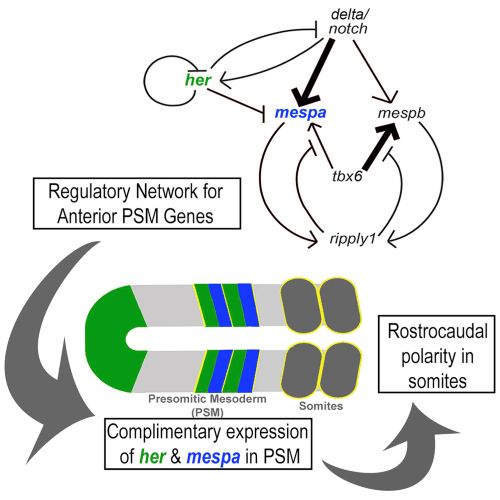 delta/
notch
her
mespa
mespb
tbx6
ripply1
Regulatory Network for
Anterior PSM Genes
Presomitic Mesoderm
(PSM)
Somites
Rostrocaudal
polarity in
somites
Complimentary expression
of her & mespa in PSM